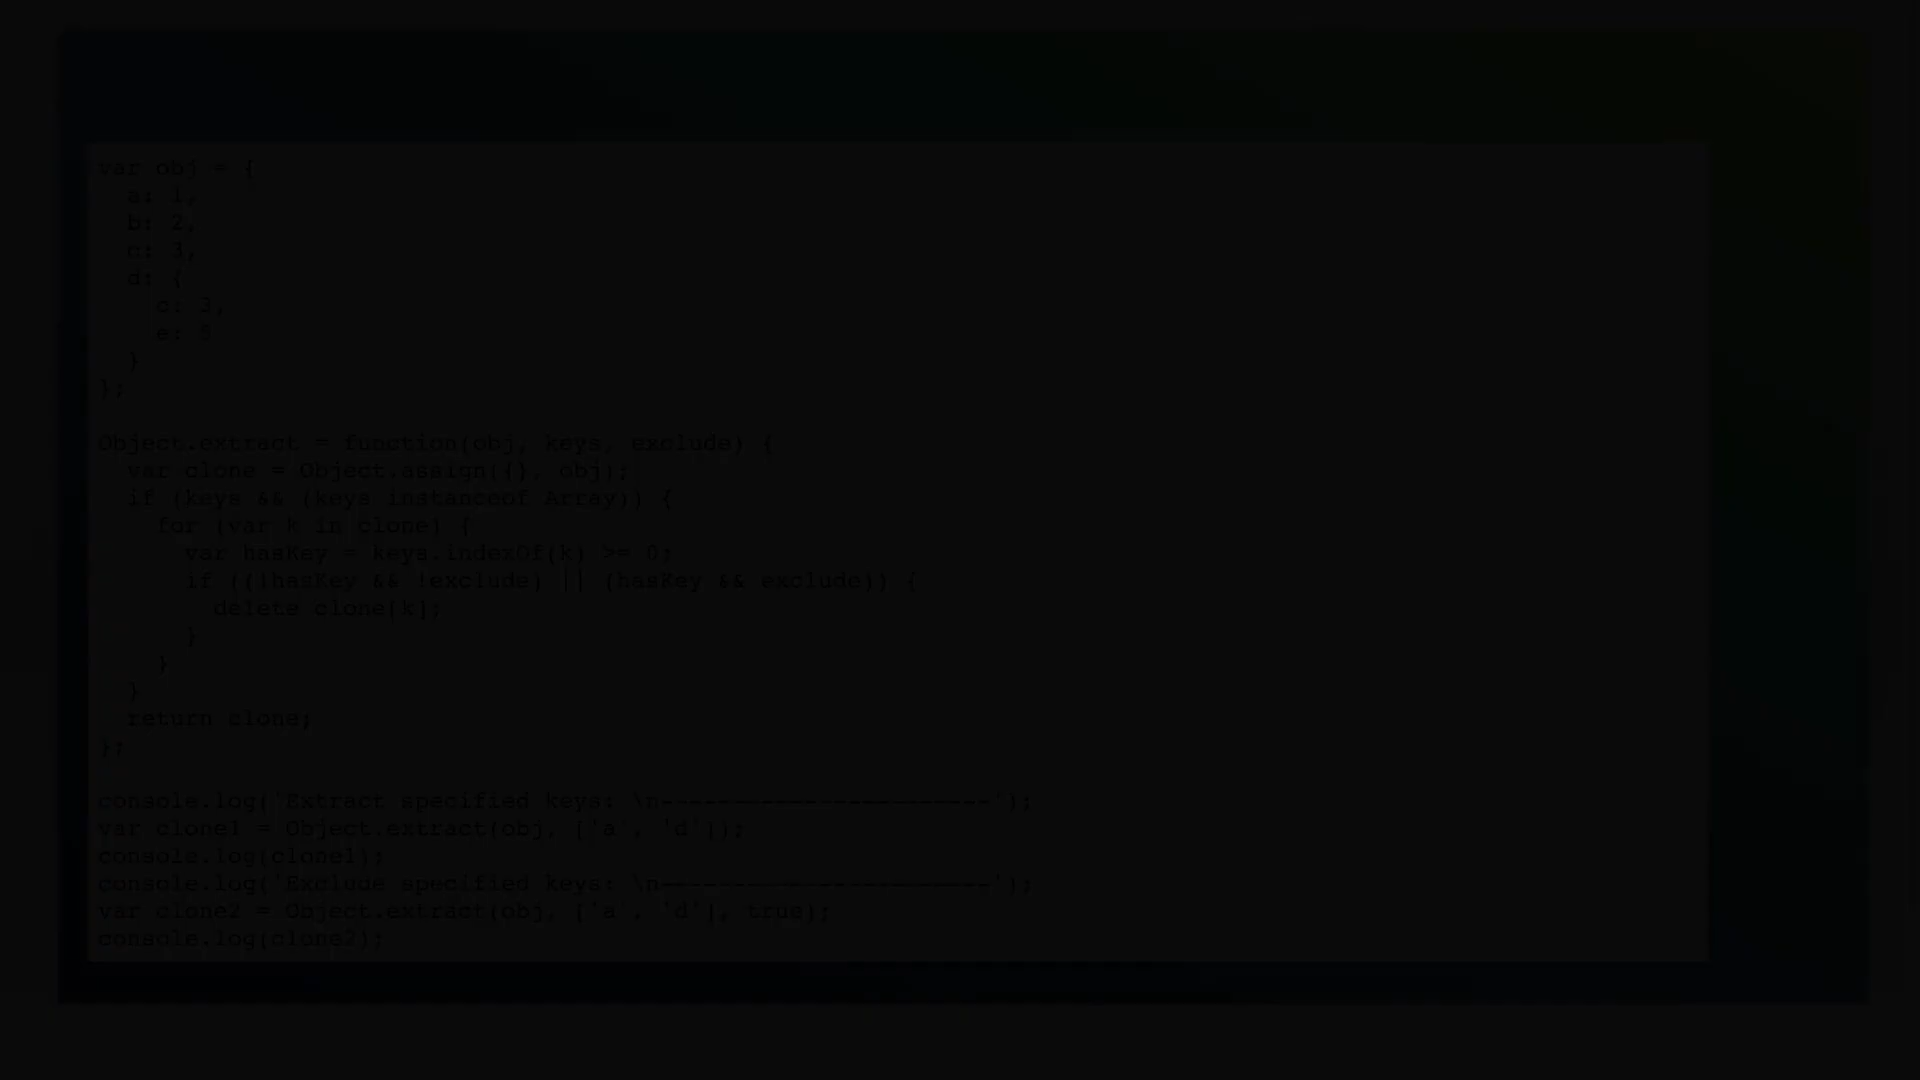 var obj = {
  a: 1,
  b: 2,
  c: 3,
  d: {
    c: 3,
    e: 5
  }
};

Object.extract = function(obj, keys, exclude) {
  var clone = Object.assign({}, obj);
  if (keys && (keys instanceof Array)) {
    for (var k in clone) {
      var hasKey = keys.indexOf(k) >= 0;
      if ((!hasKey && !exclude) || (hasKey && exclude)) {
        delete clone[k];
      }
    }
  }
  return clone;
};

console.log('Extract specified keys: \n-----------------------');
var clone1 = Object.extract(obj, ['a', 'd']);
console.log(clone1);
console.log('Exclude specified keys: \n-----------------------');
var clone2 = Object.extract(obj, ['a', 'd'], true);
console.log(clone2);